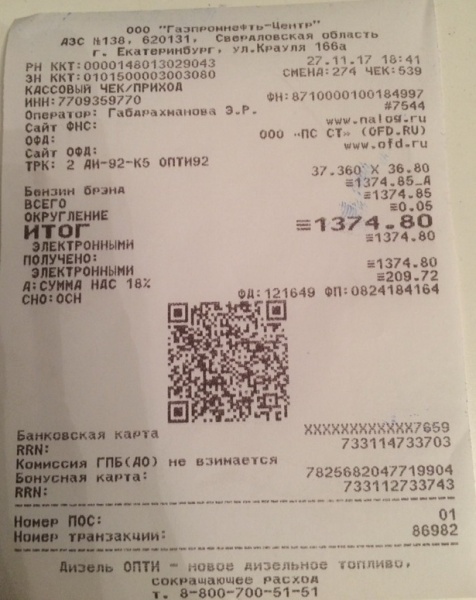 ООО "Газпромнефть-Центр"
АЗС №138, 620131, Свераловская область
г. Екатеринбург, ул.Крауля 166а
РН ККТ:0000148013029043 27.11.17 18:41
ЗН ККТ:0101500003003080 СМЕНА:274 ЧЕК:539
КАССОВЫЙ ЧЕК/ПРИХОД
ИНН:7709359770 ФН:8710000100184997
Оператор: Габдрахманова Э.Р. #7544
Сайт ФНС: www.nalog.ru
ОФД: ООО «ПС СТ» (OFD.RU)
Сайт ОФД: www.ofd.ru
ТРК: 2 АИ-92-К5 ОПТИ92
37.360 X 36.80
Бензин брэнд ≡1374.85_А
ВСЕГО ≡1374.85
ОКРУГЛЕНИЕ ≡0.05
ИТОГ ≡1374.80
ЭЛЕКТРОННЫМИ ≡1374.80
ПОЛУЧЕНО:
ЭЛЕКТРОННЫМИ ≡1374.80
А:СУММА НДС 18% ≡209.72
СНО:ОСН ФД:121649 ФП:0824184164
Банковская карта XXXXXXXXXXXX7659
RRN: 733114733703
Комиссия ГПБ(АО) не взимается
Бонусная карта: 7825682047719904
RRN: 733112733743
Номер ПОС: 01
Номер транзакции: 86982
Дизель ОПТИ - новое дизельное топливо,
сокращающее расход
т. 8-800-700-51-51